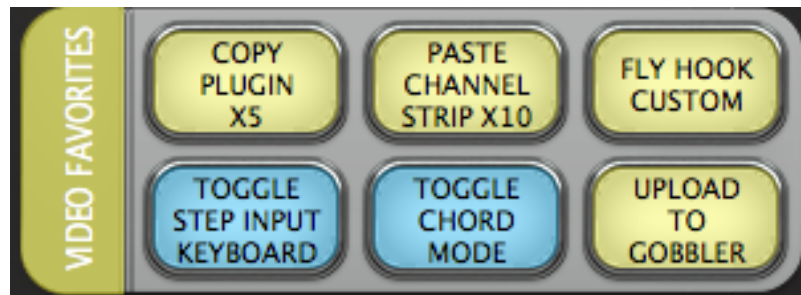 VIDEO FAVORITES
COPY
PLUGIN
X5
PASTE
CHANNEL
STRIP X10
FLY HOOK
CUSTOM
TOGGLE
STEP INPUT
KEYBOARD
TOGGLE
CHORD
MODE
UPLOAD
TO
GOBBLER